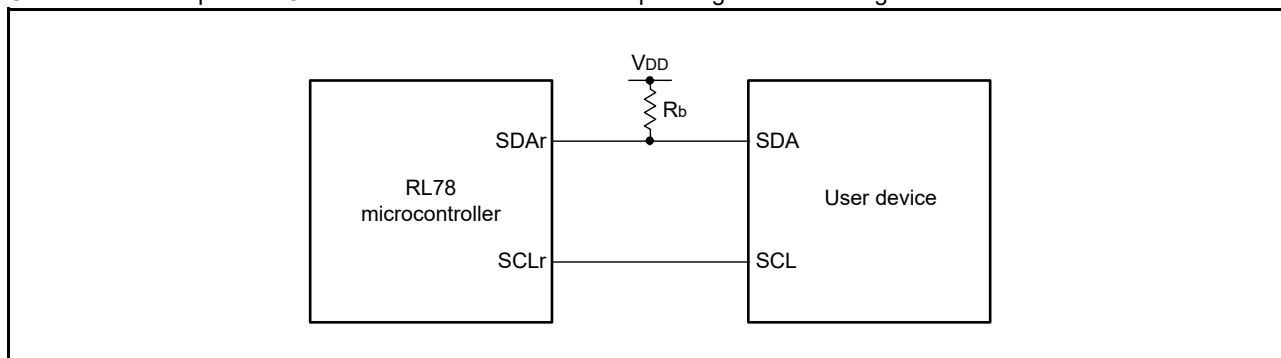 VDD
Rb
SDAr
SDA
RL78
microcontroller
User device
SCLr
SCL